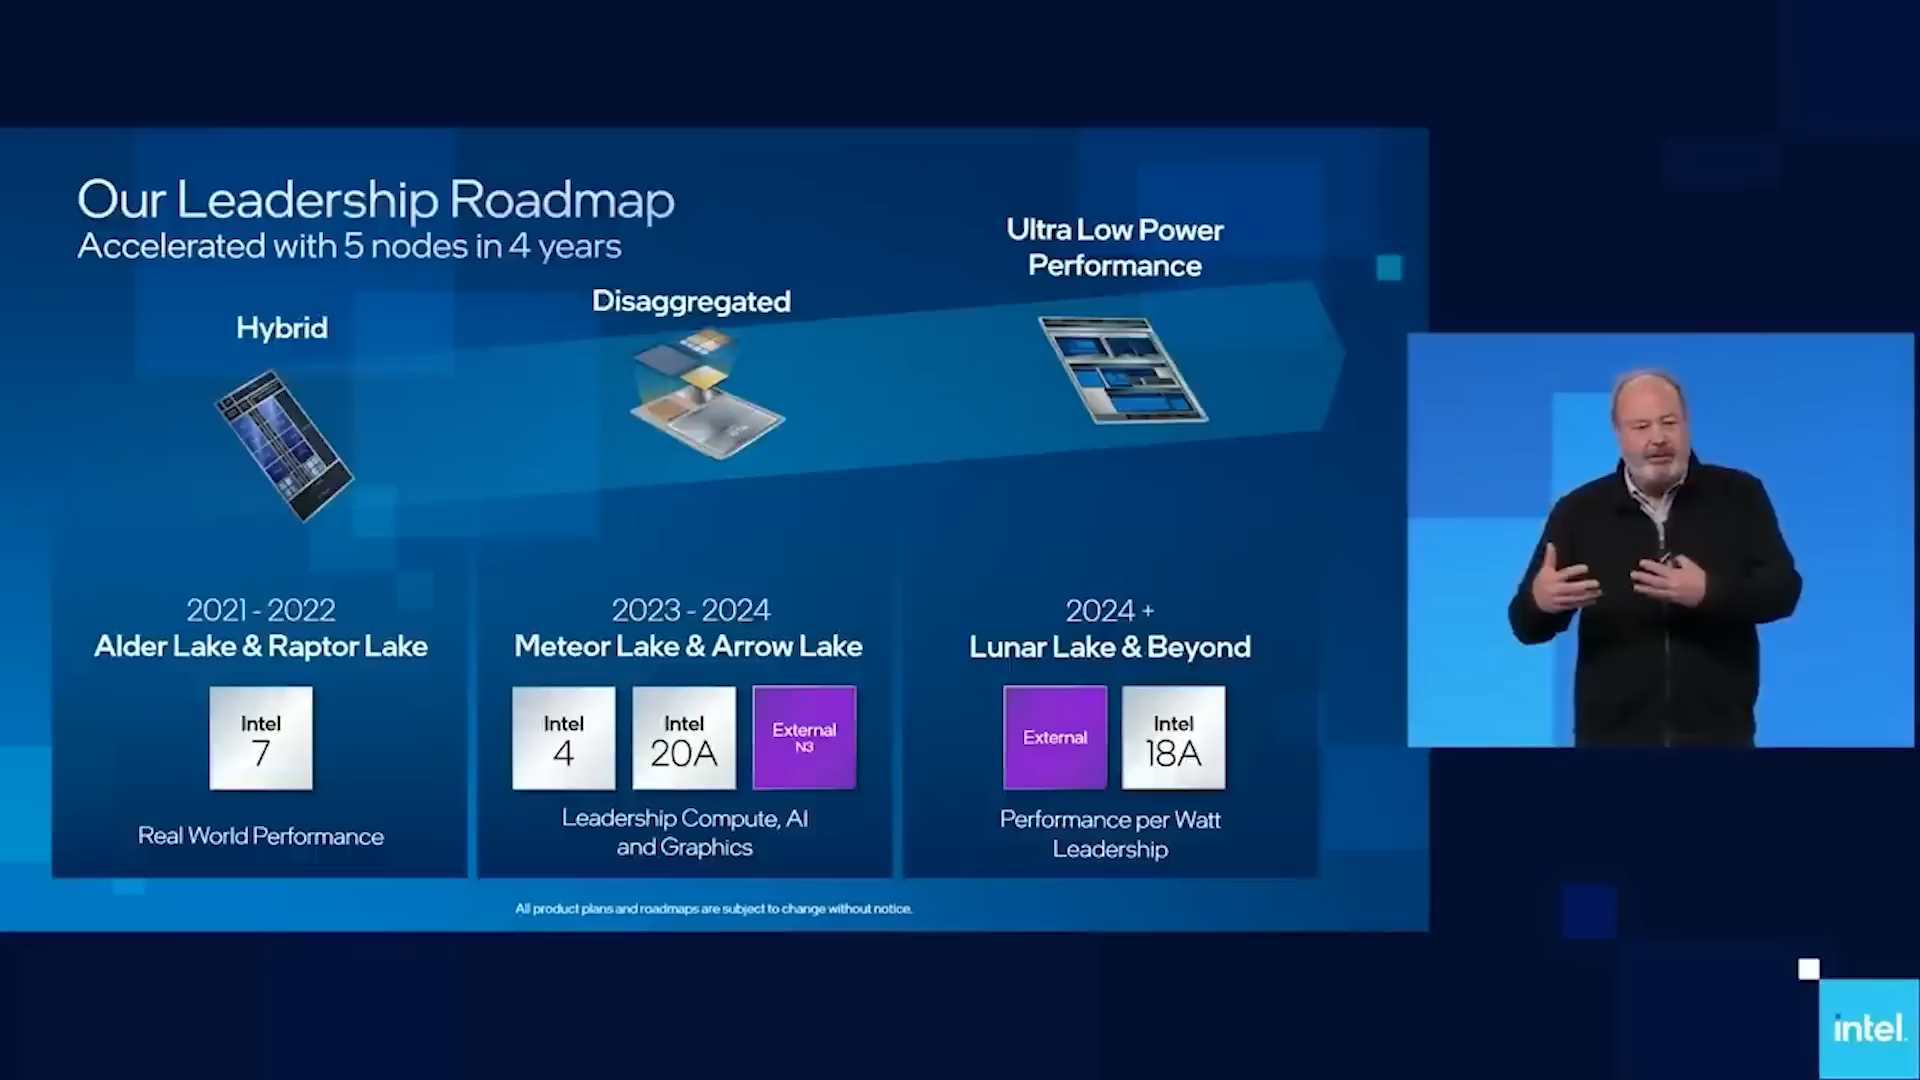 Our Leadership Roadmap
Accelerated with 5 nodes in 4 years
Hybrid
Disaggregated
Ultra Low Power
Performance
2021 - 2022
Alder Lake & Raptor Lake
Intel
7
Real World Performance
2023 - 2024
Meteor Lake & Arrow Lake
Intel
4
Intel
20A
External
N3
Leadership Compute, AI
and Graphics
2024 +
Lunar Lake & Beyond
External
Intel
18A
Performance per Watt
Leadership
All product plans and roadmaps are subject to change without notice.
intel.